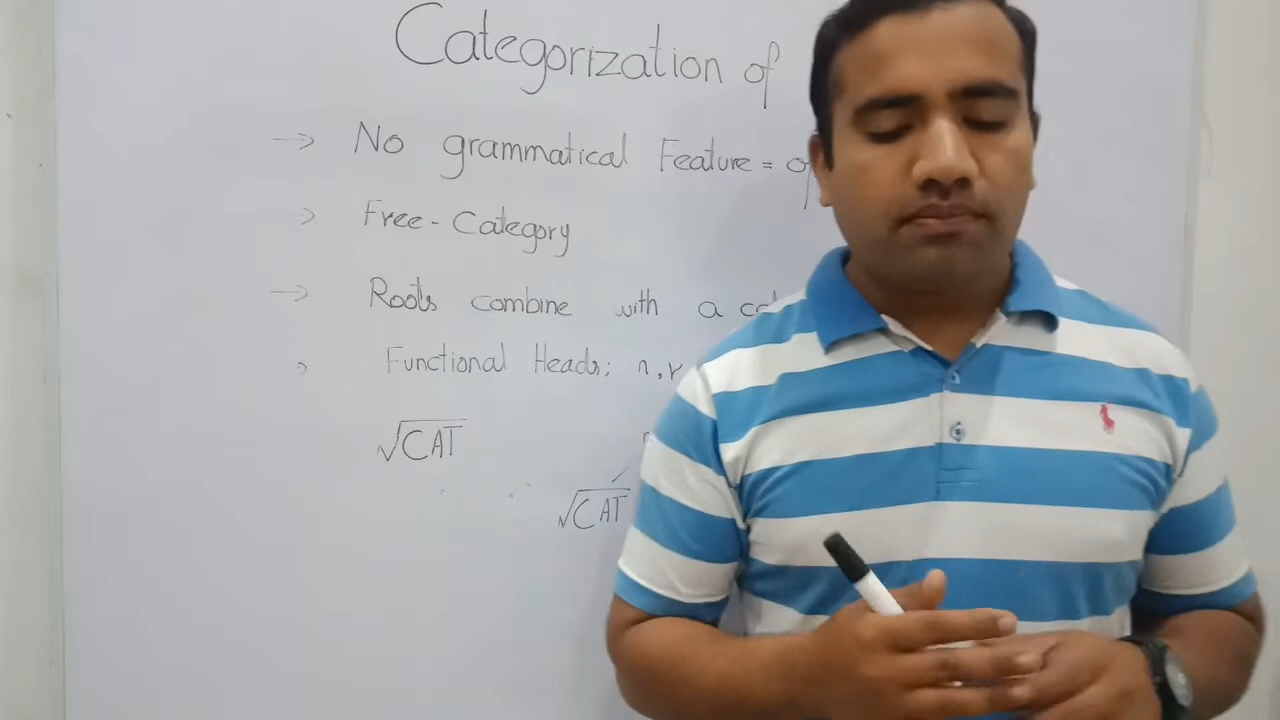 Categorization of
→ No grammatical Feature =
> Free - Category
→ Roots combine with a
> Functional Heads; n, v
√CAT
√CAT